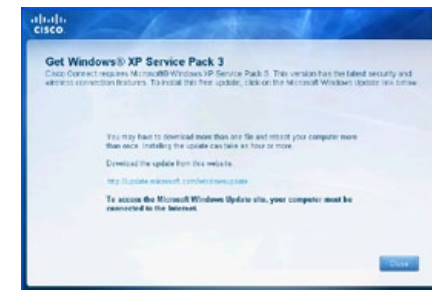 CISCO
Get Windows® XP Service Pack 3
Cisco Connect requires Microsoft® Windows XP Service Pack 3. This version has the latest security and
wireless connection features. To install this free update, click on the Microsoft Windows Update link below.
You may have to download more than one file and reboot your computer more
than once. Installing the update can take an hour or more.
Download the update from this website.
http://update.microsoft.com/windowsupdate
To access the Microsoft Windows Update site, your computer must be
connected to the Internet.
Close